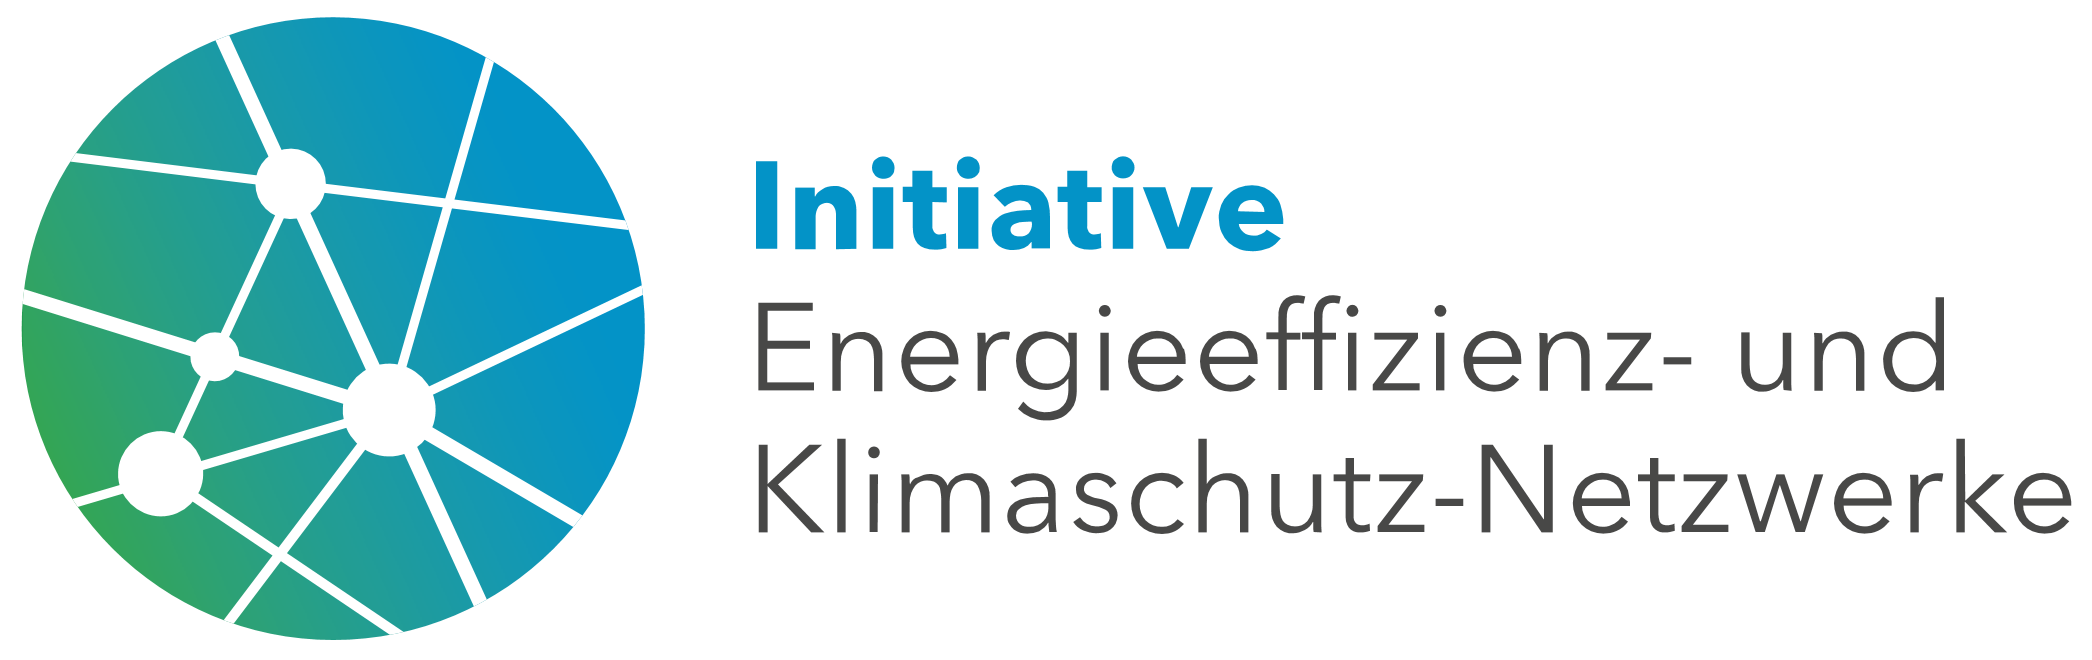 Initiative
Energieeffizienz- und
Klimaschutz-Netzwerke